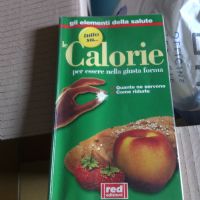 gli elementi della salute
tutto su...
le
Calorie
per essere nella giusta forma
Quante ne servono
Come ridurle
red
edizioni